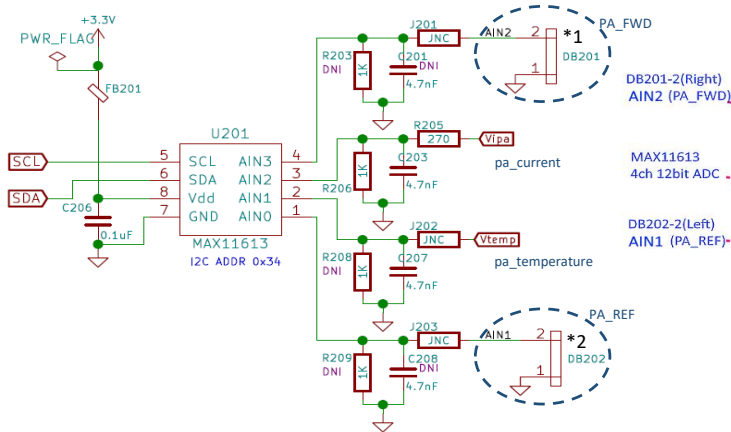 +3.3V
PWR_FLAG
FB201
SCL
SDA
C206
0.1uF
U201
5 SCL AIN3 4
6 SDA AIN2 3
8 Vdd AIN1 2
7 GND AIN0 1
MAX11613
I2C ADDR 0x34
R203
DNI
1K
C201
DNI
4.7nF
J201
JNC
AIN2
2
1
*1
DB201
PA_FWD
DB201-2(Right)
AIN2 (PA_FWD)
R206
1K
C203
4.7nF
R205
270
Vipa
pa_current
MAX11613
4ch 12bit ADC
R208
DNI
1K
C207
4.7nF
J202
JNC
Vtemp
pa_temperature
DB202-2(Left)
AIN1 (PA_REF)
R209
DNI
1K
C208
DNI
4.7nF
J203
JNC
AIN1
2
1
*2
DB202
PA_REF